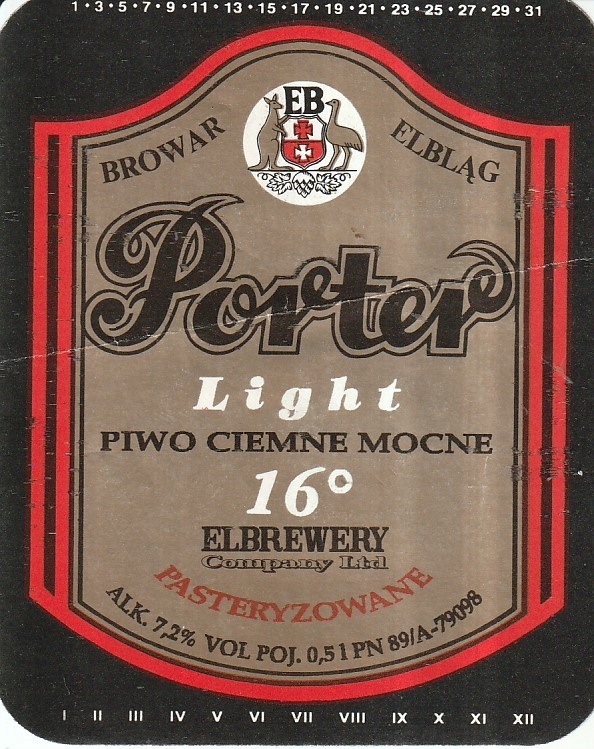 1 · 3 · 5 · 7 · 9 · 11 · 13 · 15 · 17 · 19 · 21 · 23 · 25 · 27 · 29 · 31
EB
BROWAR ELBLĄG
Porter
Light
PIWO CIEMNE MOCNE
16°
ELBREWERY
Company Ltd
PASTERYZOWANE
ALK. 7,2% VOL POJ. 0,5 l PN 89/A-79098
I II III IV V VI VII VIII IX X XI XII